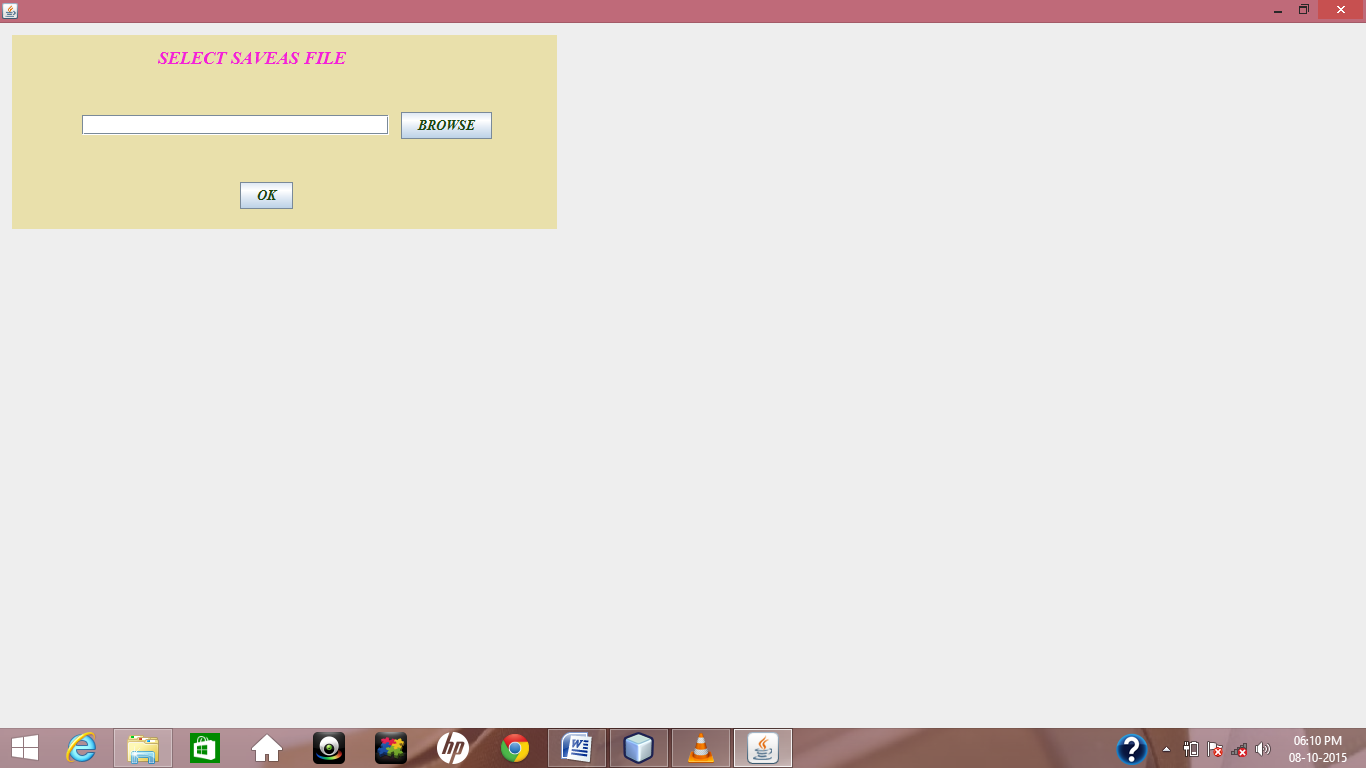 SELECT SAVEAS FILE
BROWSE
OK
hp
W
?
06:10 PM
08-10-2015